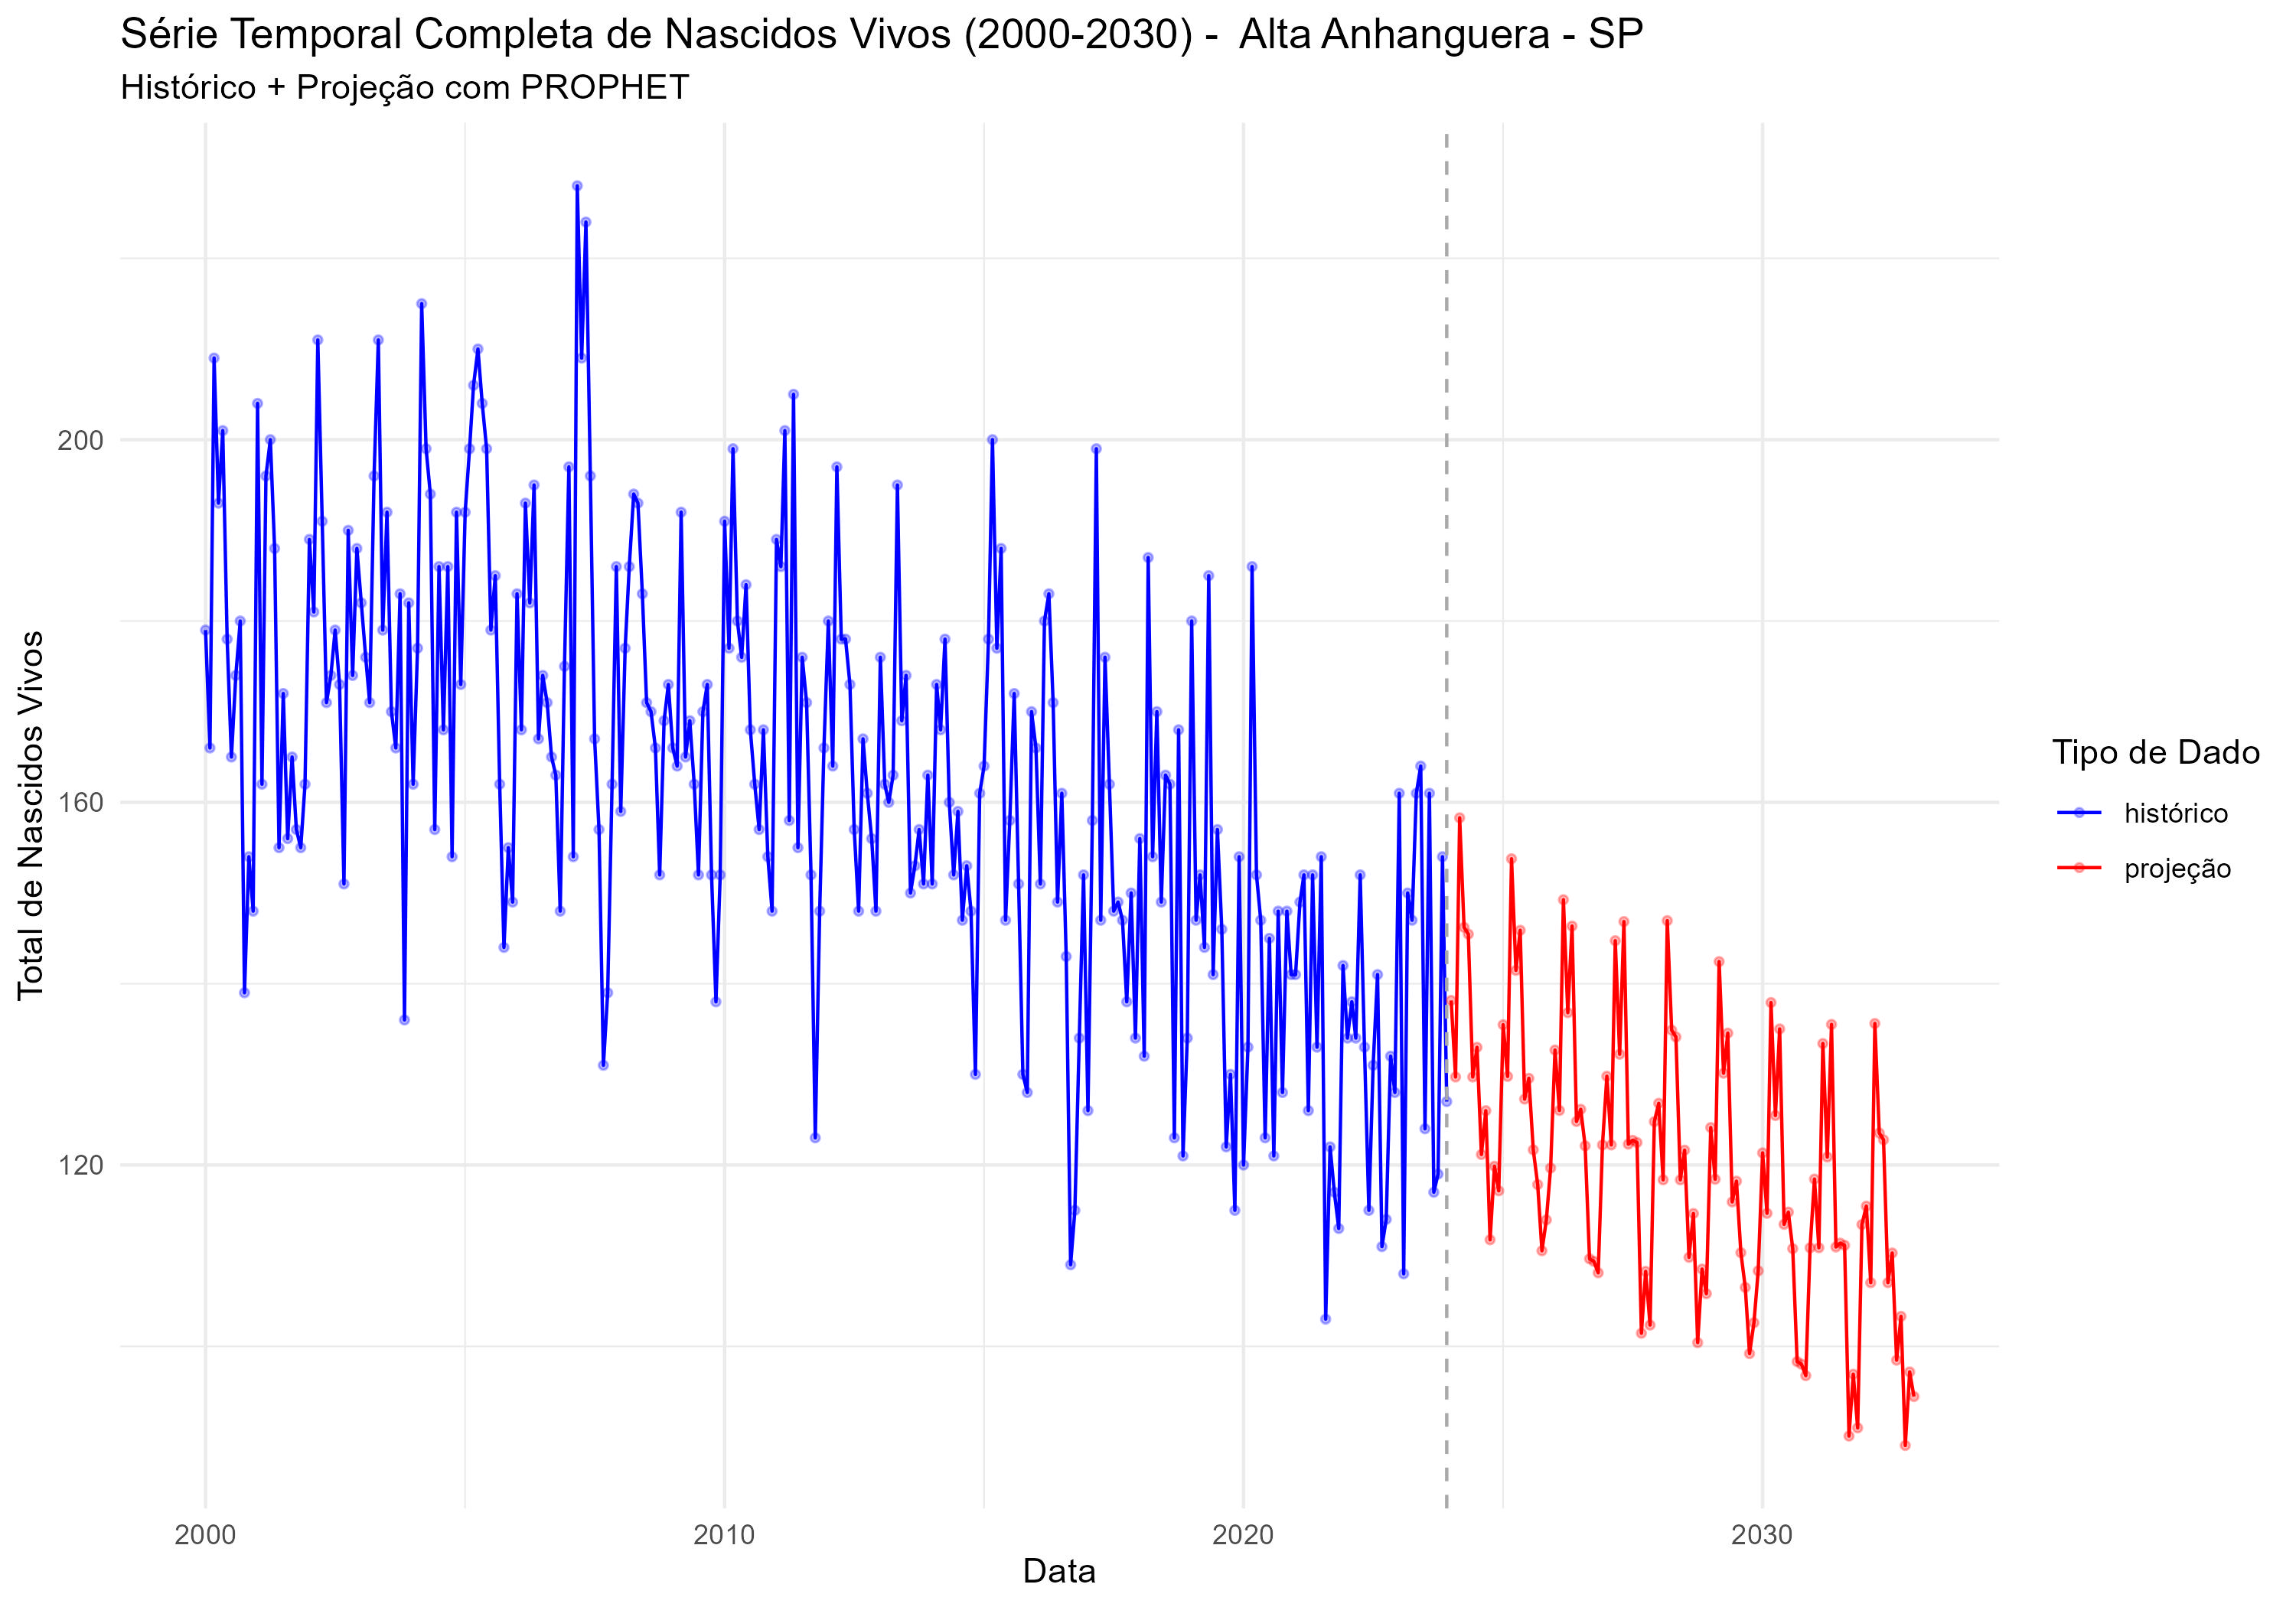 Série Temporal Completa de Nascidos Vivos (2000-2030) -  Alta Anhanguera - SP
Histórico + Projeção com PROPHET
Total de Nascidos Vivos
200
160
120
2000
2010
2020
2030
Data
Tipo de Dado
histórico
projeção